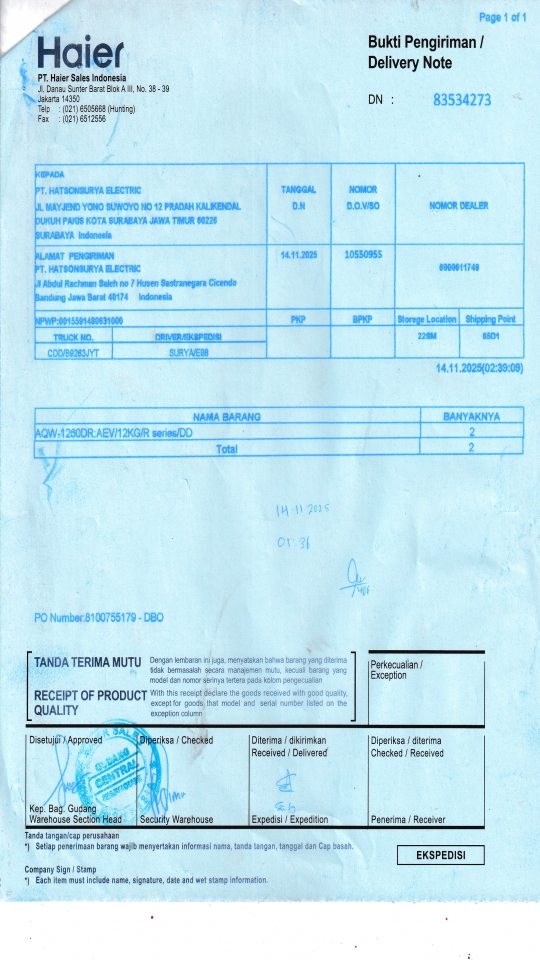 Page 1 of 1
Haier
Bukti Pengiriman /
Delivery Note
PT. Haier Sales Indonesia
Jl. Danau Sunter Barat Blok A III, No. 38 - 39
Jakarta 14350
Telp : (021) 6505668 (Hunting)
Fax : (021) 6512556
DN : 83534273
KEPADA
PT. HATSONSURYA ELECTRIC
JL MAYJEND YONO SUWOYO NO 12 PRADAH KALIKENDAL
DUKUH PAKIS KOTA SURABAYA JAWA TIMUR 60226
SURABAYA Indonesia
TANGGAL
D.N
NOMOR
D.O.V/SO
NOMOR DEALER
ALAMAT PENGIRIMAN
PT. HATSONSURYA ELECTRIC
Jl Abdul Rachman Saleh no 7 Husen Sastranegara Cicendo
Bandung Jawa Barat 40174 Indonesia
14.11.2025
10550955
NPWP:0015591480631000
PKP
BPKP
Storege Location
Shipping Point
TRUCK NO.
DRIVER/EKSPEDISI
CDD/B9263JYT
SURYA/E98
14.11.2025(02:39:09)
NAMA BARANG
BANYAKNYA
AQW-1260DR:AEV/12KG/R series/DD
2
Total
2
14 11 2025
01 36
PO Number:8100755179 - DBO
TANDA TERIMA MUTU
Dengan lembaran ini juga, menyatakan bahwa barang yang diterima
tidak bermasalah secara manajemen mutu, kecuali barang yang
model dan nomor serinya tertera pada kolom pengecualian
RECEIPT OF PRODUCT
QUALITY
With this receipt declare the goods received with good quality,
except for goods that model and serial number listed on the
exception column
Perkecualian /
Exception
Disetujui / Approved
Diperiksa / Checked
Diterima / dikirimkan
Received / Delivered
Diperiksa / diterima
Checked / Received
GUDANG
CENTRAL
WAREHOUSE
Kep. Bag. Gudang
Warehouse Section Head
Security Warehouse
Expedisi / Expedition
Penerima / Receiver
Tanda tangan/cap perusahaan
*) Setiap penerimaan barang wajib menyertakan informasi nama, tanda tangan, tanggal dan Cap basah.
EKSPEDISI
Company Sign / Stamp
*) Each item must include name, signature, date and wet stamp information.